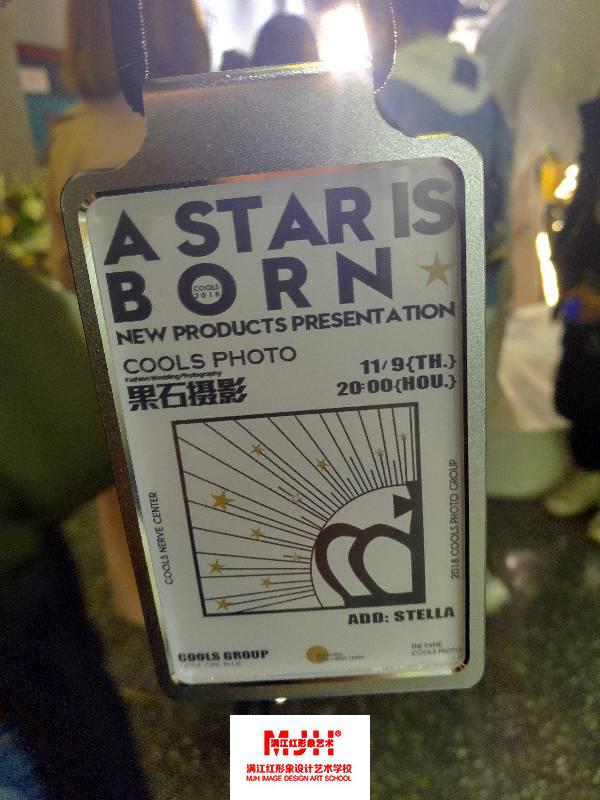 A STAR IS
BORN
COOLS
2018
NEW PRODUCTS PRESENTATION
COOLS PHOTO
Fashion Wedding Photography
果石摄影
11/9{TH.}
20:00{HOU.}
COOLS NERVE CENTER
2018 COOLS PHOTO GROUP
ADD: STELLA
COOLS GROUP
THE FAME
COOLS PHOTO
MJH®
满江红形象艺术
满江红形象设计艺术学校
MJH IMAGE DESIGN ART SCHOOL